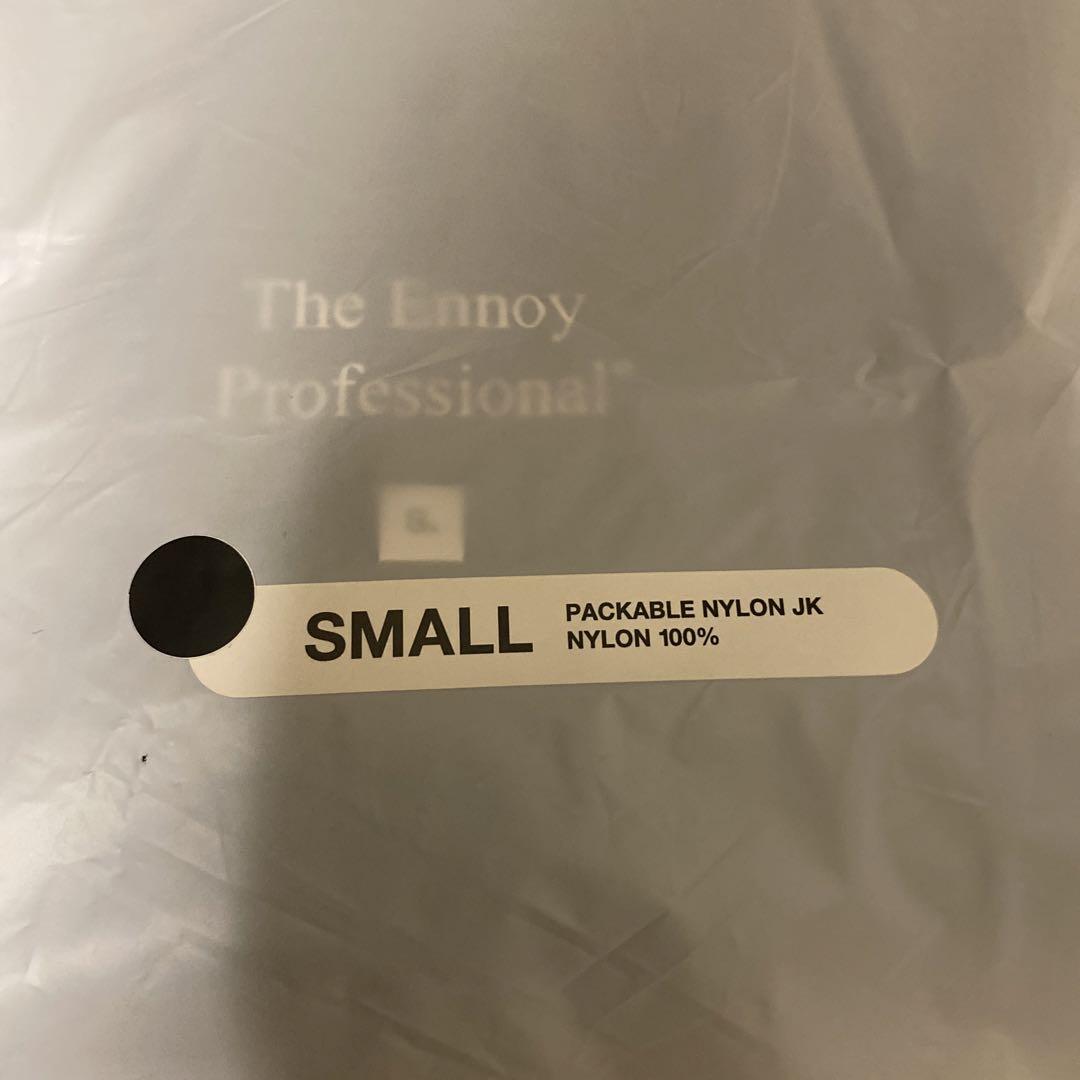 The Ennoy
Professional®
S.
SMALL
PACKABLE NYLON JK
NYLON 100%